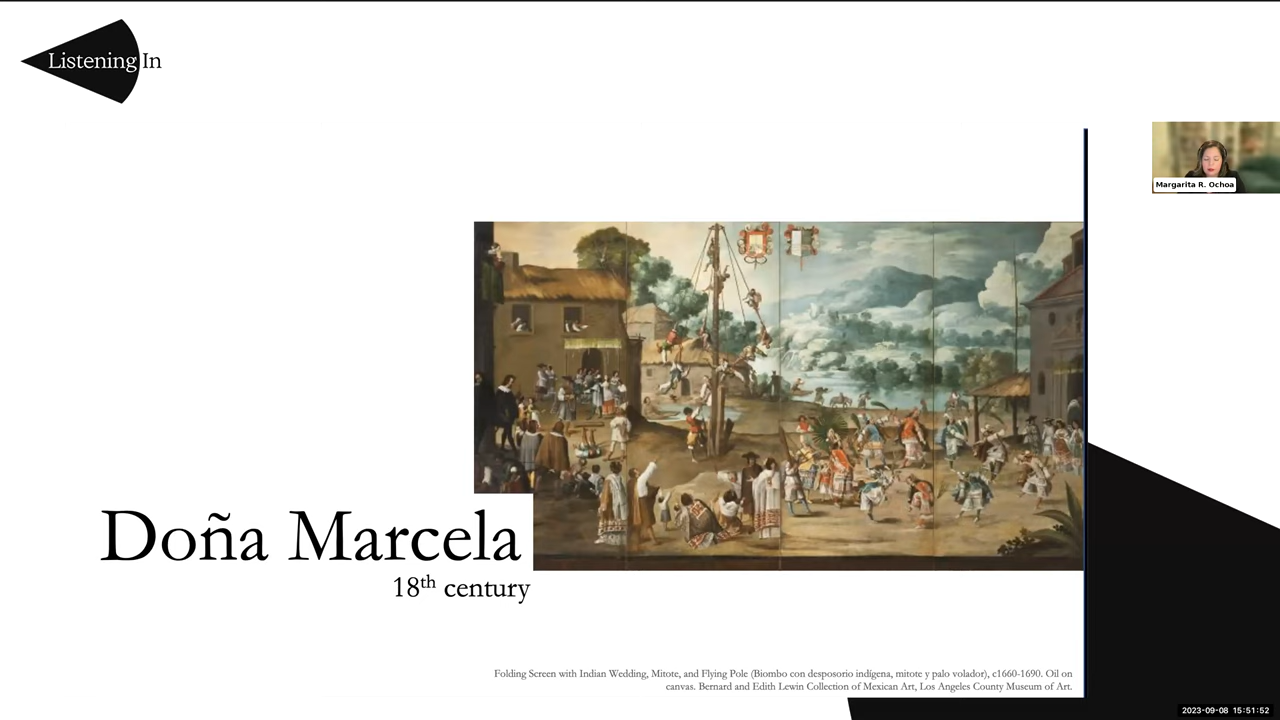 Listening In
Margarita R. Ochoa
Doña Marcela
18th century
Folding Screen with Indian Wedding, Mitote, and Flying Pole (Biombo con desposorio indígena, mitote y palo volador), c1660-1690. Oil on
canvas. Bernard and Edith Lewin Collection of Mexican Art, Los Angeles County Museum of Art.
2023-09-08 15:51:52